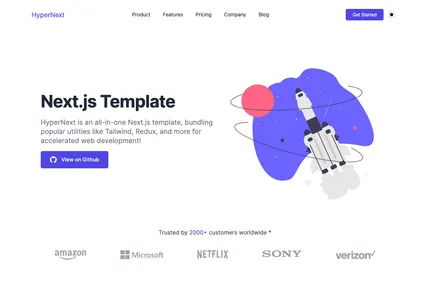 HyperNext
Product
Features
Pricing
Company
Blog
Get Started
Next.js Template
HyperNext is an all-in-one Next.js template, bundling
popular utilities like Tailwind, Redux, and more for
accelerated web development!
View on Github
Trusted by 2000+ customers worldwide *
amazon
Microsoft
NETFLIX
SONY
verizon